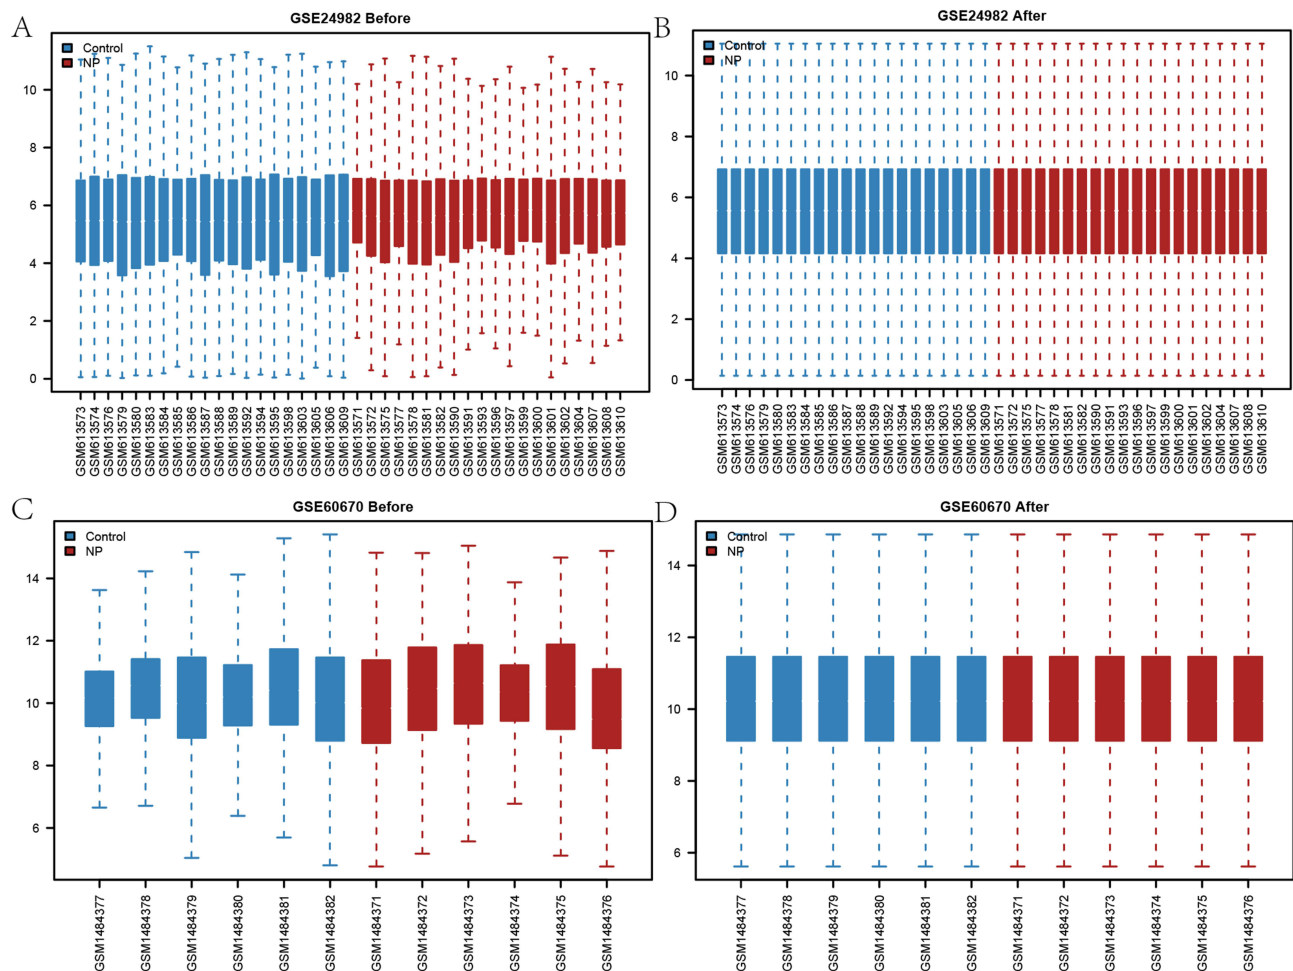 A
GSE24982 Before
Control
NP
10
8
6
4
2
0
GSM613573
GSM613574
GSM613576
GSM613579
GSM613580
GSM613583
GSM613584
GSM613585
GSM613586
GSM613587
GSM613588
GSM613589
GSM613592
GSM613594
GSM613595
GSM613598
GSM613603
GSM613605
GSM613606
GSM613609
GSM613571
GSM613572
GSM613575
GSM613577
GSM613578
GSM613581
GSM613582
GSM613590
GSM613591
GSM613593
GSM613596
GSM613597
GSM613599
GSM613600
GSM613601
GSM613602
GSM613604
GSM613607
GSM613608
GSM613610
B
GSE24982 After
Control
NP
10
8
6
4
2
0
GSM613573
GSM613574
GSM613576
GSM613579
GSM613580
GSM613583
GSM613584
GSM613585
GSM613586
GSM613587
GSM613588
GSM613589
GSM613592
GSM613594
GSM613595
GSM613598
GSM613603
GSM613605
GSM613606
GSM613609
GSM613571
GSM613572
GSM613575
GSM613577
GSM613578
GSM613581
GSM613582
GSM613590
GSM613591
GSM613593
GSM613596
GSM613597
GSM613599
GSM613600
GSM613601
GSM613602
GSM613604
GSM613607
GSM613608
GSM613610
C
GSE60670 Before
Control
NP
14
12
10
8
6
GSM1484377
GSM1484378
GSM1484379
GSM1484380
GSM1484381
GSM1484382
GSM1484371
GSM1484372
GSM1484373
GSM1484374
GSM1484375
GSM1484376
D
GSE60670 After
Control
NP
14
12
10
8
6
GSM1484377
GSM1484378
GSM1484379
GSM1484380
GSM1484381
GSM1484382
GSM1484371
GSM1484372
GSM1484373
GSM1484374
GSM1484375
GSM1484376